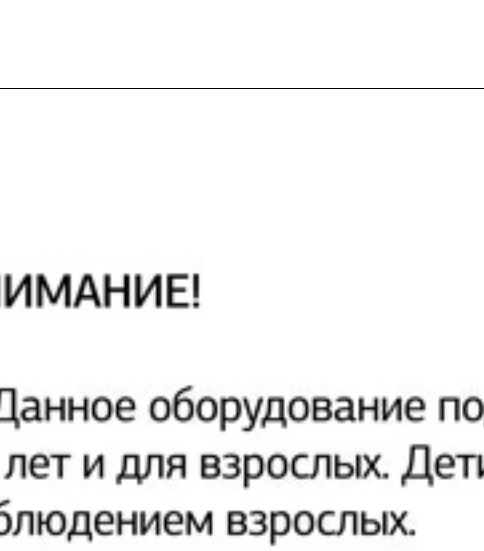 ИМАНИЕ!
Данное оборудование по
лет и для взрослых. Дети
блюдением взрослых.